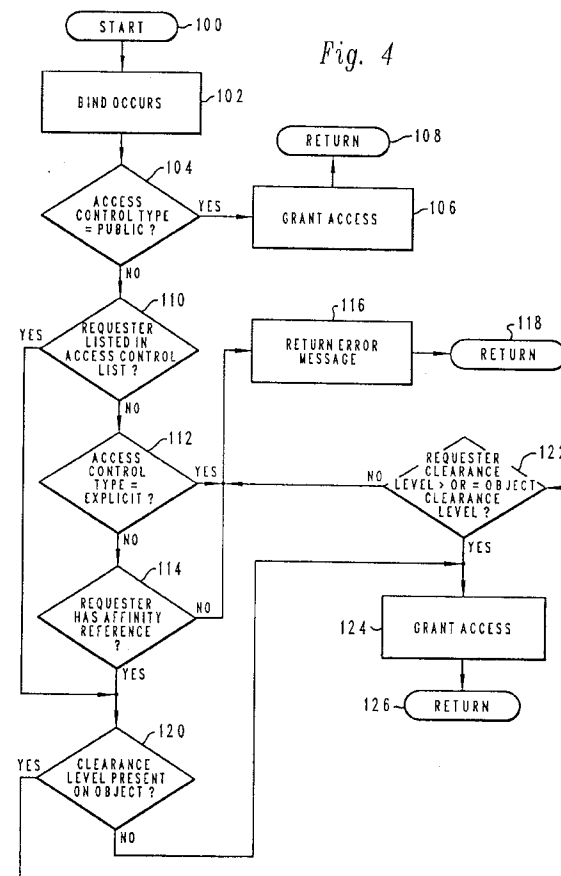 START
100
Fig. 4
BIND OCCURS
102
RETURN
108
104
ACCESS
CONTROL TYPE
= PUBLIC ?
YES
GRANT ACCESS
106
NO
110
YES
REQUESTER
LISTED IN
ACCESS CONTROL
LIST ?
116
RETURN ERROR
MESSAGE
118
RETURN
NO
112
ACCESS
CONTROL
TYPE =
EXPLICIT ?
YES
NO
122
REQUESTER
CLEARANCE
LEVEL > OR = OBJECT
CLEARANCE
LEVEL ?
NO
YES
114
REQUESTER
HAS AFFINITY
REFERENCE
?
NO
124
GRANT ACCESS
YES
126
RETURN
120
YES
CLEARANCE
LEVEL PRESENT
ON OBJECT ?
NO